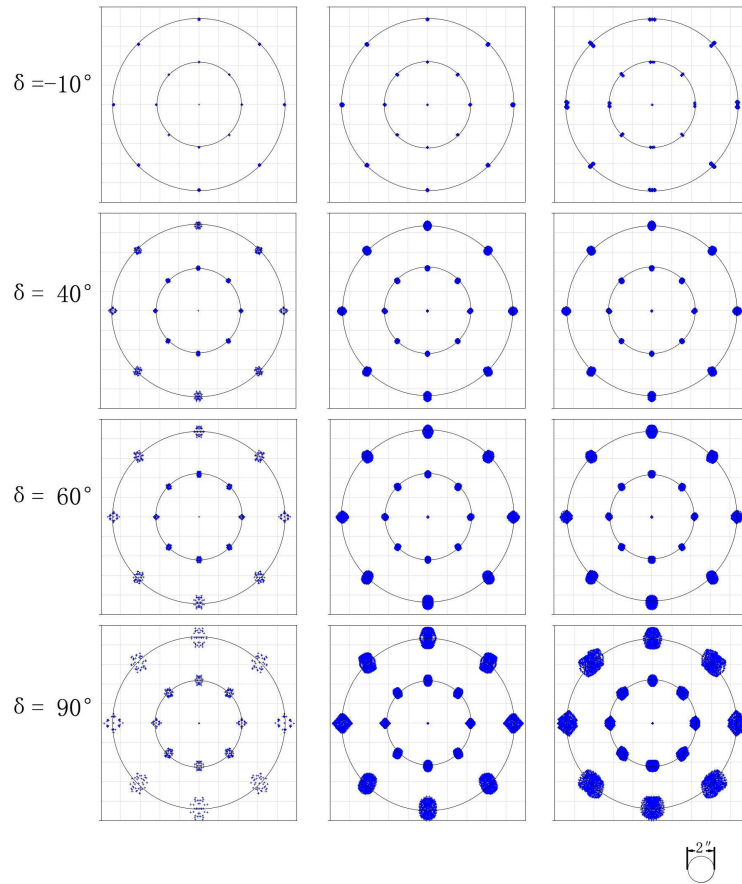 δ =-10°
δ = 40°
δ = 60°
δ = 90°
2″